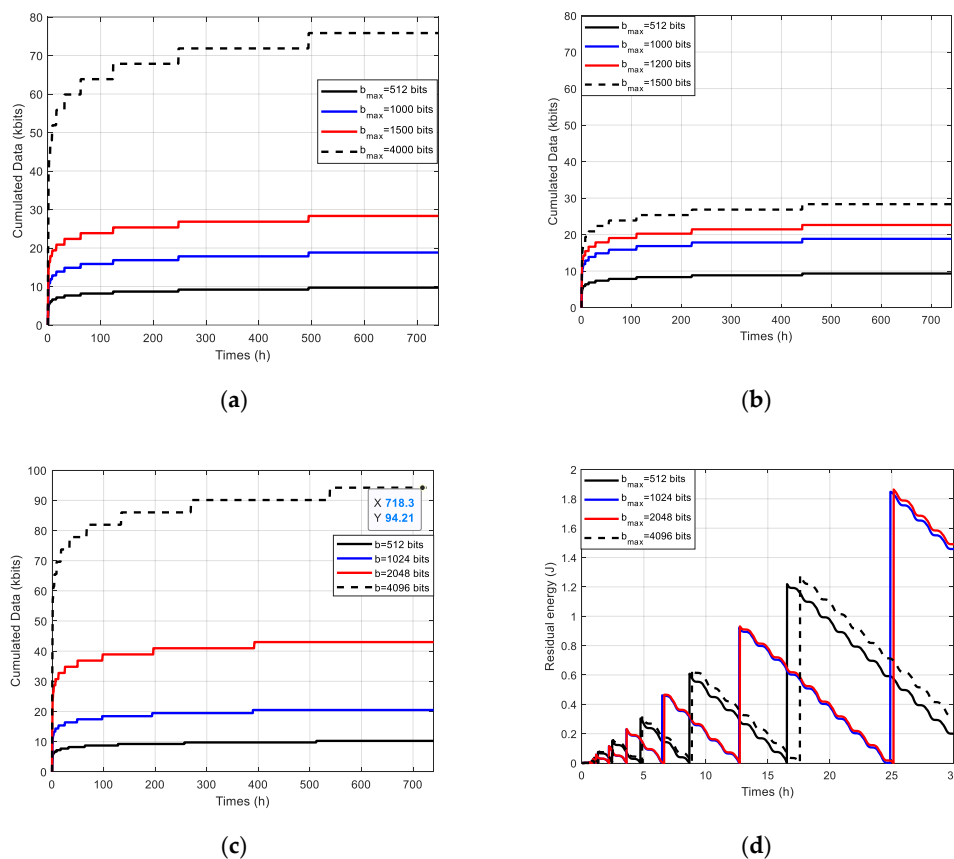 80
70
60
50
40
30
20
10
0
Cumulated Data (kbits)
b_max=512 bits
b_max=1000 bits
b_max=1500 bits
b_max=4000 bits
0 100 200 300 400 500 600 700
Times (h)
(a)
80
70
60
50
40
30
20
10
0
Cumulated Data (kbits)
b_max=512 bits
b_max=1000 bits
b_max=1200 bits
b_max=1500 bits
0 100 200 300 400 500 600 700
Times (h)
(b)
100
90
80
70
60
50
40
30
20
10
0
Cumulated Data (kbits)
X 718.3
Y 94.21
b=512 bits
b=1024 bits
b=2048 bits
b=4096 bits
0 100 200 300 400 500 600 700
Times (h)
(c)
2
1.8
1.6
1.4
1.2
1
0.8
0.6
0.4
0.2
0
Residual energy (J)
b_max=512 bits
b_max=1024 bits
b_max=2048 bits
b_max=4096 bits
0 5 10 15 20 25 3
Times (h)
(d)